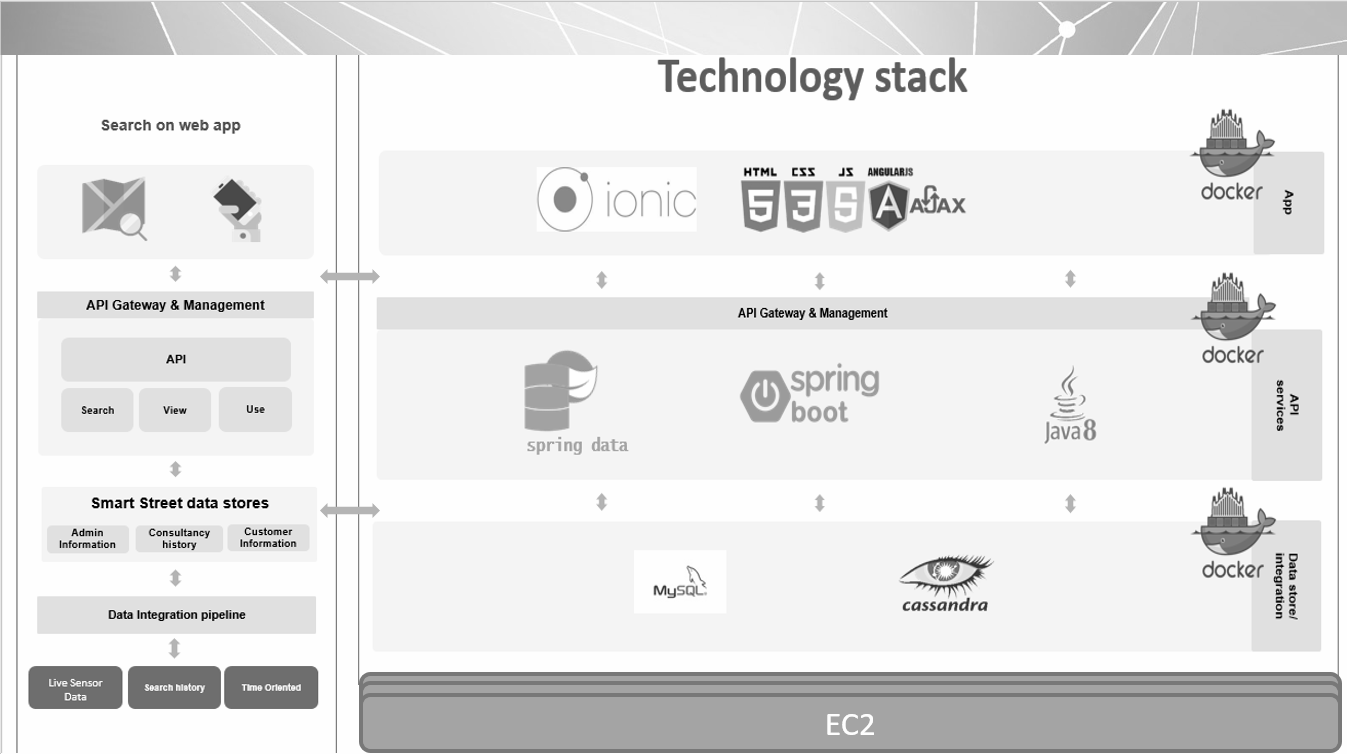 Technology stack
Search on web app
API Gateway & Management
API
Search
View
Use
Smart Street data stores
Admin
Information
Consultancy
history
Customer
Information
Data Integration pipeline
Live Sensor
Data
Search history
Time Oriented
ionic
HTML
5
CSS
3
JS
5
ANGULARJS
A
AJAX
docker
App
API Gateway & Management
docker
spring data
spring
boot
Java8
API
services
docker
MySQL
cassandra
Data store/
integration
EC2